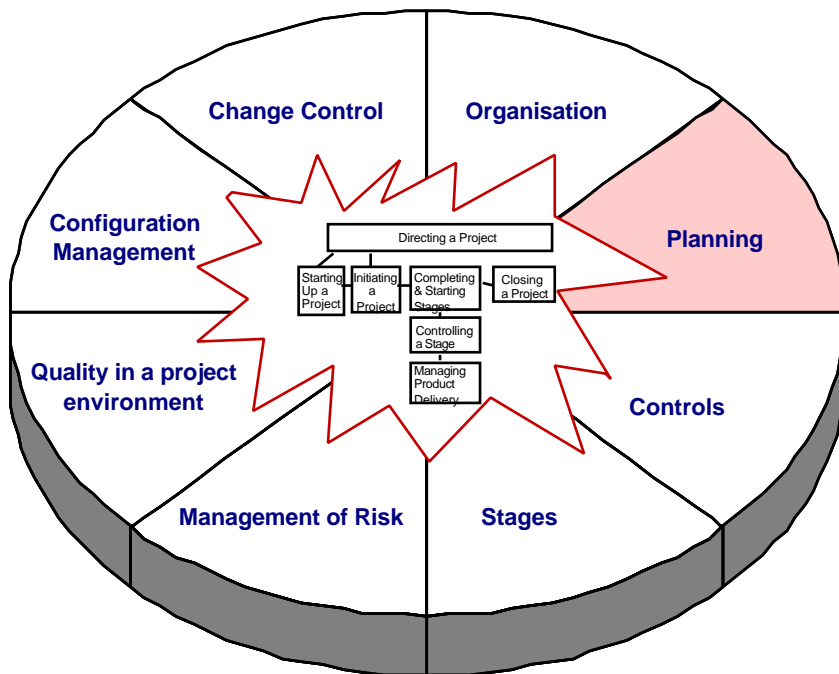 Change Control
Organisation
Configuration
Management
Planning
Directing a Project
Starting
Up a
Project
Initiating
a
Project
Completing
& Starting
Stages
Closing
a Project
Controlling
a Stage
Managing
Product
Delivery
Quality in a project
environment
Controls
Management of Risk
Stages